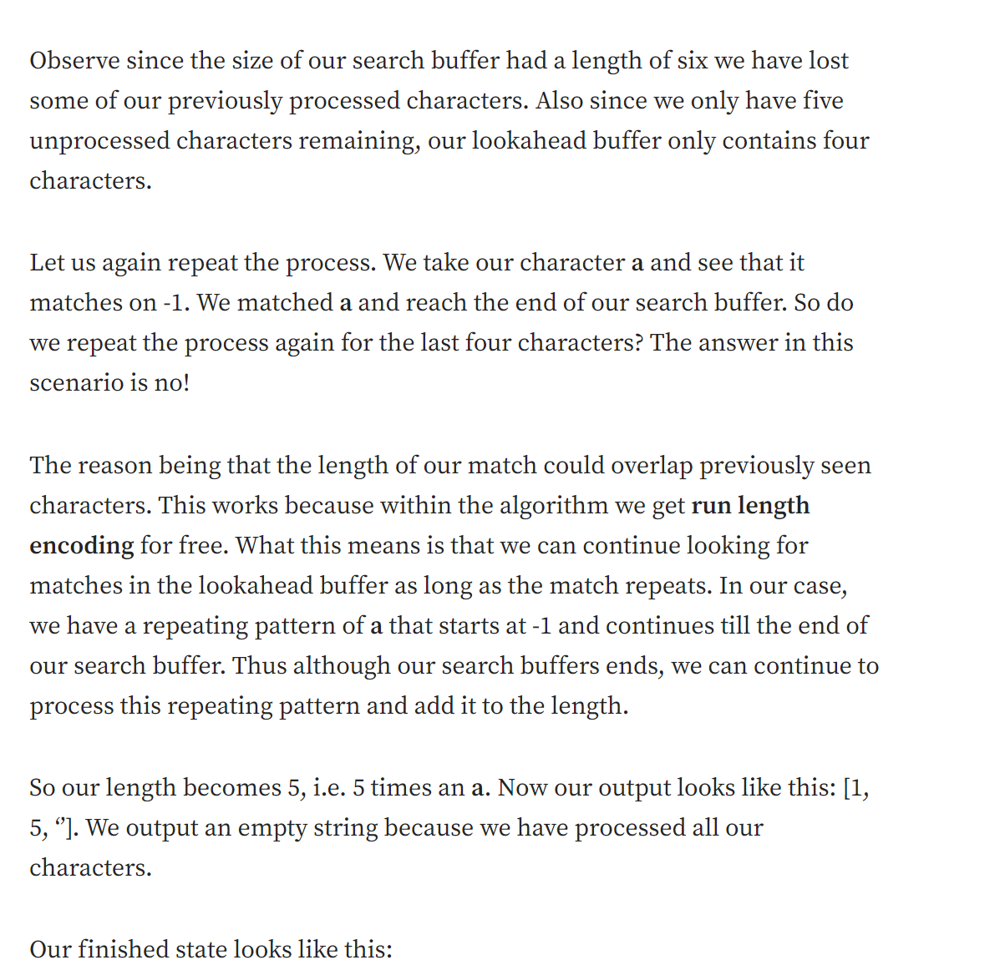 Observe since the size of our search buffer had a length of six we have lost
some of our previously processed characters. Also since we only have five
unprocessed characters remaining, our lookahead buffer only contains four
characters.
Let us again repeat the process. We take our character a and see that it
matches on -1. We matched a and reach the end of our search buffer. So do
we repeat the process again for the last four characters? The answer in this
scenario is no!
The reason being that the length of our match could overlap previously seen
characters. This works because within the algorithm we get run length
encoding for free. What this means is that we can continue looking for
matches in the lookahead buffer as long as the match repeats. In our case,
we have a repeating pattern of a that starts at -1 and continues till the end of
our search buffer. Thus although our search buffers ends, we can continue to
process this repeating pattern and add it to the length.
So our length becomes 5, i.e. 5 times an a. Now our output looks like this: [1,
5, ‘’]. We output an empty string because we have processed all our
characters.
Our finished state looks like this: